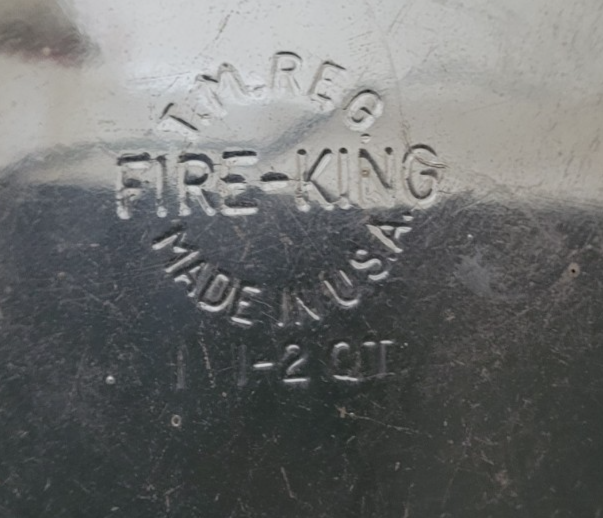 T.M. REG.
FIRE-KING
MADE IN U.S.A.
1 1-2 QT